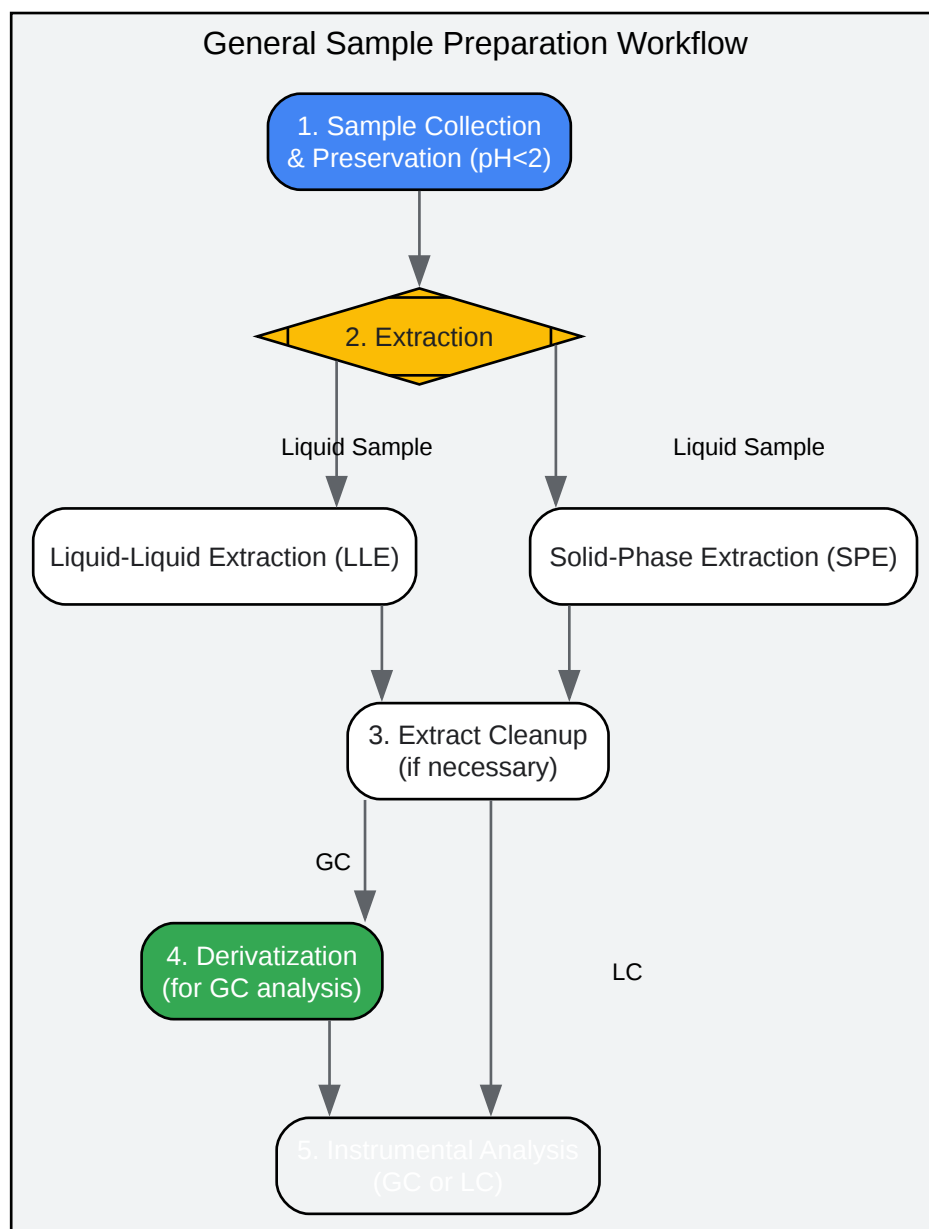 General Sample Preparation Workflow
1. Sample Collection
& Preservation (pH<2)
2. Extraction
Liquid Sample
Liquid Sample
Liquid-Liquid Extraction (LLE)
Solid-Phase Extraction (SPE)
3. Extract Cleanup
(if necessary)
GC
4. Derivatization
(for GC analysis)
LC
5. Instrumental Analysis
(GC or LC)